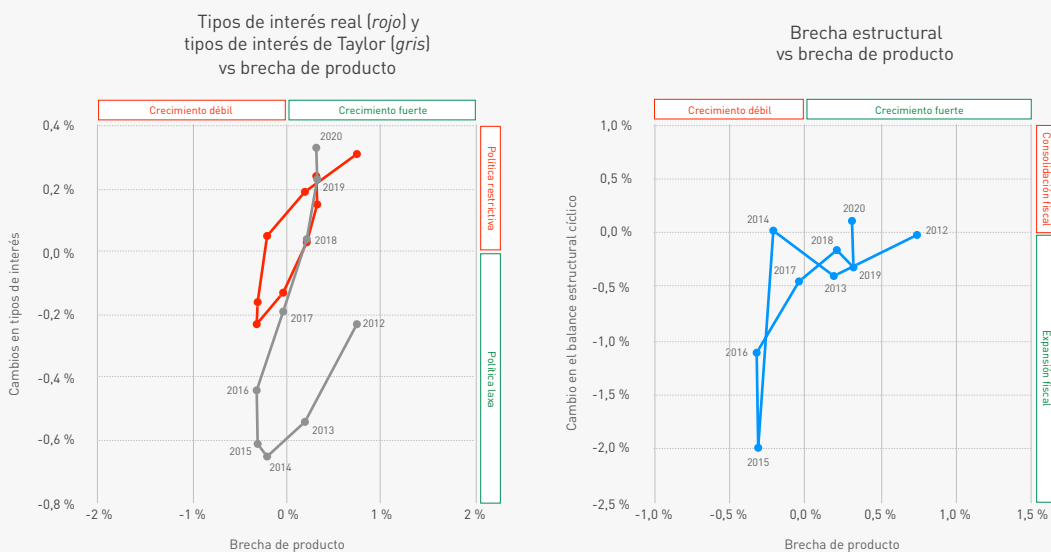 Tipos de interés real (rojo) y
tipos de interés de Taylor (gris)
vs brecha de producto
Crecimiento débil
Crecimiento fuerte
0,4 %
0,2 %
0,0 %
-0,2 %
-0,4 %
-0,6 %
-0,8 %
Cambios en tipos de interés
2020
2019
2018
2017
2012
2016
2013
2015
2014
Política restrictiva
Política laxa
-2 %
-1 %
0 %
1 %
2 %
Brecha de producto
Brecha estructural
vs brecha de producto
Crecimiento débil
Crecimiento fuerte
1,0 %
0,5 %
0,0 %
-0,5 %
-1,0 %
-1,5 %
-2,0 %
-2,5 %
Cambio en el balance estructural cíclico
2020
2014
2012
2018
2017
2019
2013
2016
2015
Consolidación fiscal
Expansión fiscal
-1,0 %
-0,5 %
0,0 %
0,5 %
1,0 %
1,5 %
Brecha de producto